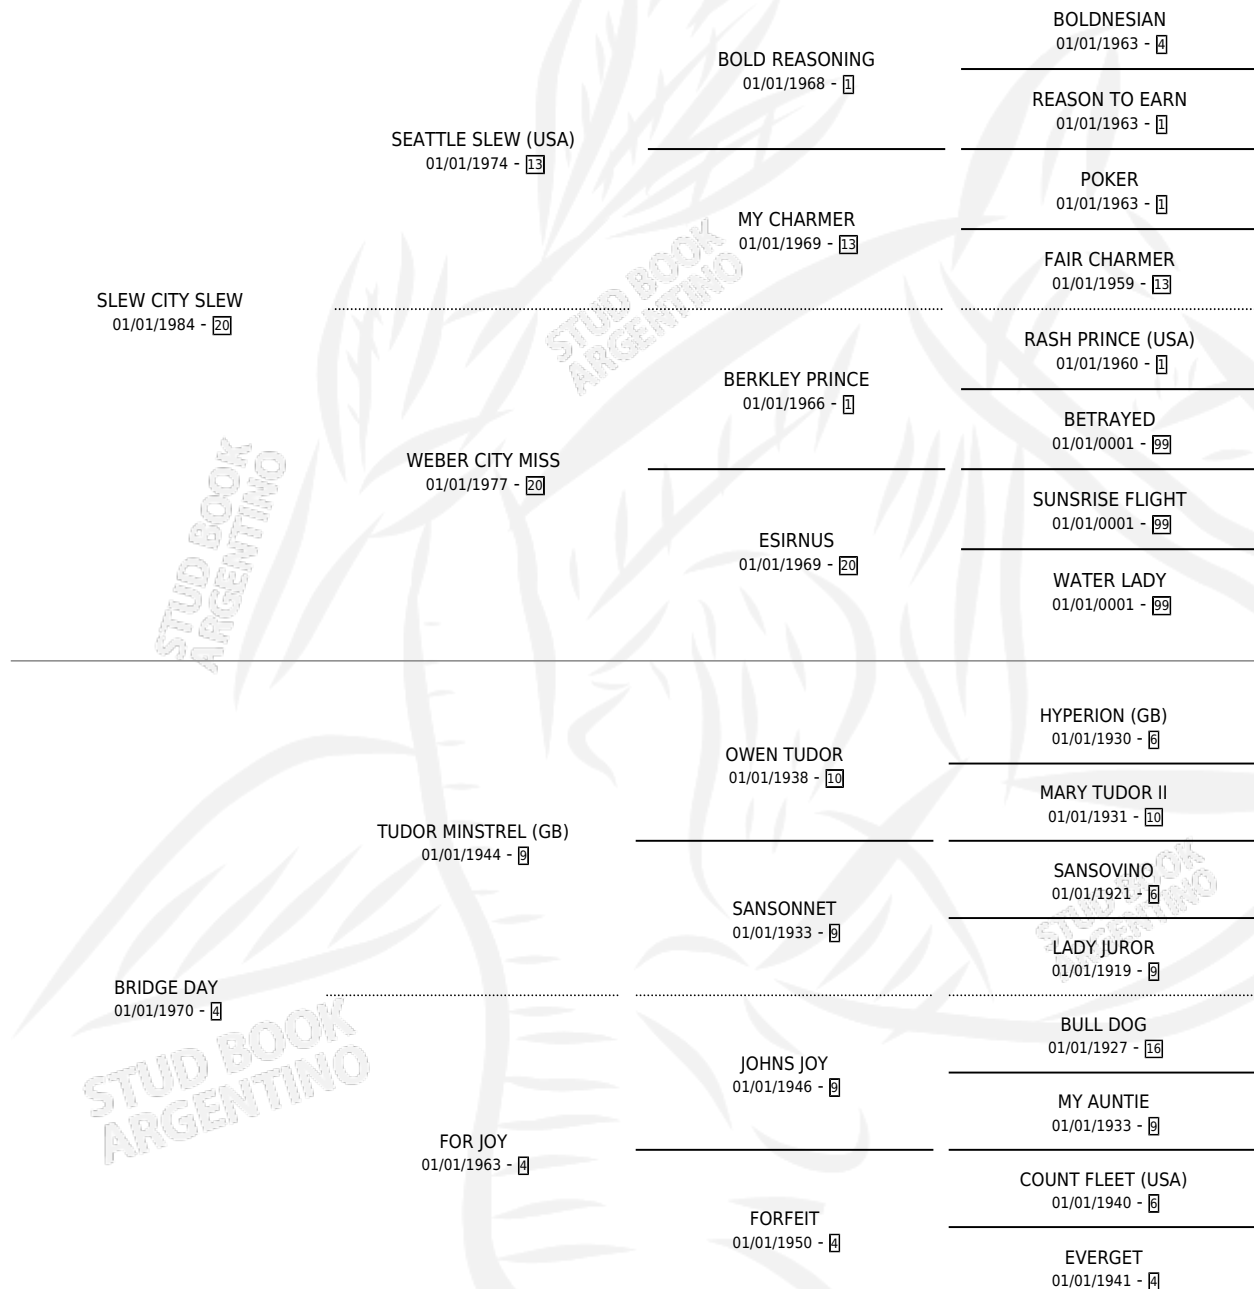 BOLDNESIAN
01/01/1963 - 4
BOLD REASONING
01/01/1968 - 1
REASON TO EARN
01/01/1963 - 1
SEATTLE SLEW (USA)
01/01/1974 - 13
POKER
01/01/1963 - 1
MY CHARMER
01/01/1969 - 13
FAIR CHARMER
01/01/1959 - 13
SLEW CITY SLEW
01/01/1984 - 20
STUD BOOK
ARGENTINO
RASH PRINCE (USA)
01/01/1960 - 1
BERKLEY PRINCE
01/01/1966 - 1
BETRAYED
01/01/0001 - 99
WEBER CITY MISS
01/01/1977 - 20
SUNSRISE FLIGHT
01/01/0001 - 99
ESIRNUS
01/01/1969 - 20
WATER LADY
01/01/0001 - 99
STUD BOOK
ARGENTINO
HYPERION (GB)
01/01/1930 - 6
OWEN TUDOR
01/01/1938 - 10
MARY TUDOR II
01/01/1931 - 10
TUDOR MINSTREL (GB)
01/01/1944 - 9
SANSOVINO
01/01/1921 - 6
SANSONNET
01/01/1933 - 9
LADY JUROR
01/01/1919 - 9
STUD BOOK
ARGENTINO
BRIDGE DAY
01/01/1970 - 4
BULL DOG
01/01/1927 - 16
JOHNS JOY
01/01/1946 - 9
MY AUNTIE
01/01/1933 - 9
STUD BOOK
ARGENTINO
FOR JOY
01/01/1963 - 4
COUNT FLEET (USA)
01/01/1940 - 6
FORFEIT
01/01/1950 - 4
EVERGET
01/01/1941 - 4